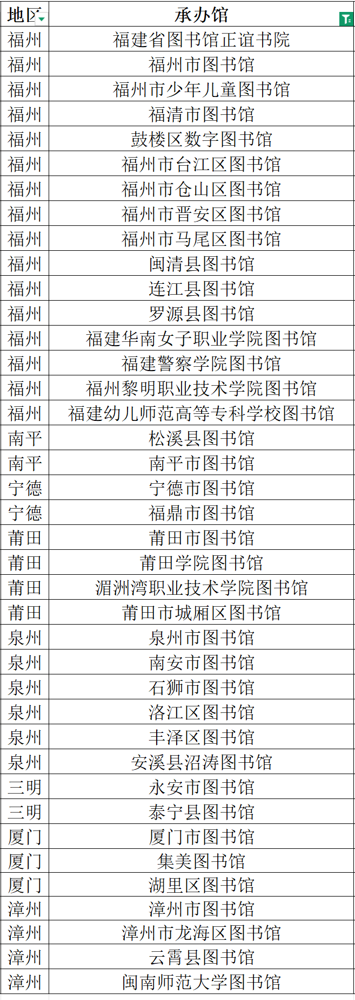 地区 承办馆
福州 福建省图书馆正谊书院
福州 福州市图书馆
福州 福州市少年儿童图书馆
福州 福清市图书馆
福州 鼓楼区数字图书馆
福州 福州市台江区图书馆
福州 福州市仓山区图书馆
福州 福州市晋安区图书馆
福州 福州市马尾区图书馆
福州 闽清县图书馆
福州 连江县图书馆
福州 罗源县图书馆
福州 福建华南女子职业学院图书馆
福州 福建警察学院图书馆
福州 福州黎明职业技术学院图书馆
福州 福建幼儿师范高等专科学校图书馆
南平 松溪县图书馆
南平 南平市图书馆
宁德 宁德市图书馆
宁德 福鼎市图书馆
莆田 莆田市图书馆
莆田 莆田学院图书馆
莆田 湄洲湾职业技术学院图书馆
莆田 莆田市城厢区图书馆
泉州 泉州市图书馆
泉州 南安市图书馆
泉州 石狮市图书馆
泉州 洛江区图书馆
泉州 丰泽区图书馆
泉州 安溪县沼涛图书馆
三明 永安市图书馆
三明 泰宁县图书馆
厦门 厦门市图书馆
厦门 集美图书馆
厦门 湖里区图书馆
漳州 漳州市图书馆
漳州 漳州市龙海区图书馆
漳州 云霄县图书馆
漳州 闽南师范大学图书馆